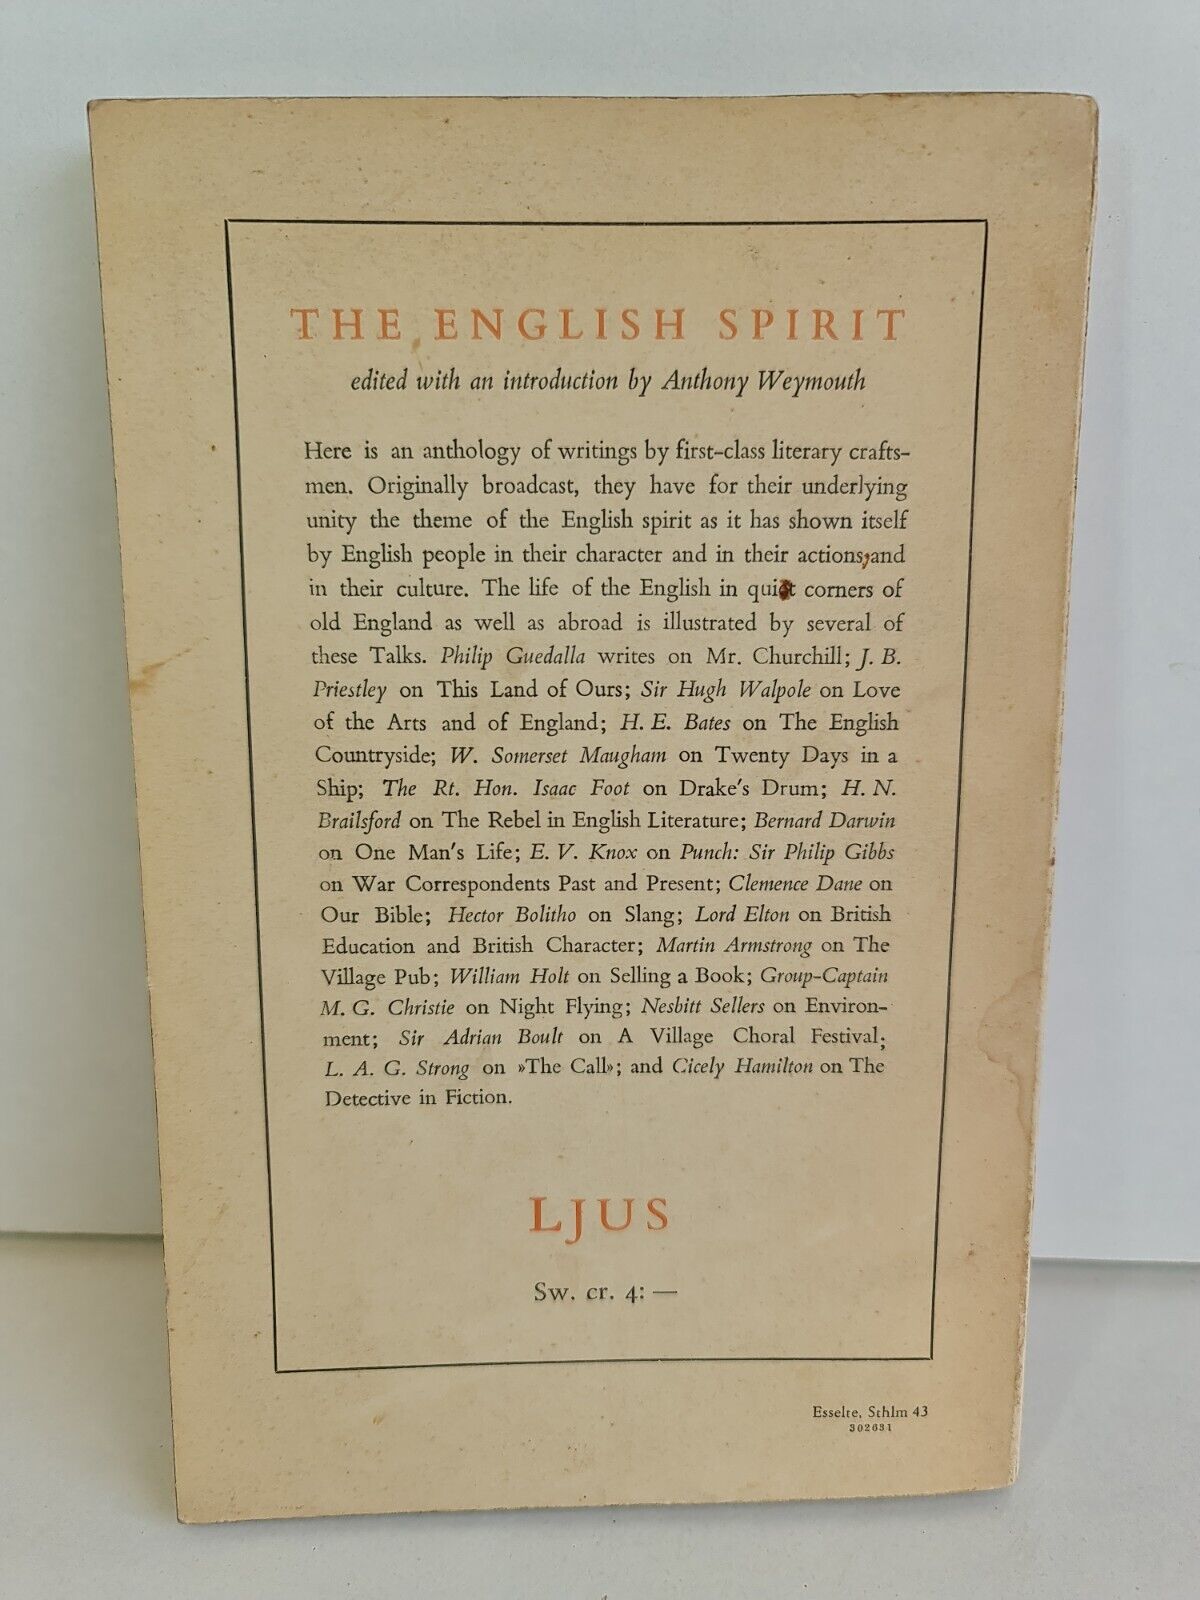 THE ENGLISH SPIRIT
edited with an introduction by Anthony Weymouth
Here is an anthology of writings by first-class literary crafts-
men. Originally broadcast, they have for their underlying
unity the theme of the English spirit as it has shown itself
by English people in their character and in their actions, and
in their culture. The life of the English in quiet corners of
old England as well as abroad is illustrated by several of
these Talks. Philip Guedalla writes on Mr. Churchill; J. B.
Priestley on This Land of Ours; Sir Hugh Walpole on Love
of the Arts and of England; H. E. Bates on The English
Countryside; W. Somerset Maugham on Twenty Days in a
Ship; The Rt. Hon. Isaac Foot on Drake's Drum; H. N.
Brailsford on The Rebel in English Literature; Bernard Darwin
on One Man's Life; E. V. Knox on Punch: Sir Philip Gibbs
on War Correspondents Past and Present; Clemence Dane on
Our Bible; Hector Bolitho on Slang; Lord Elton on British
Education and British Character; Martin Armstrong on The
Village Pub; William Holt on Selling a Book; Group-Captain
M. G. Christie on Night Flying; Nesbitt Sellers on Environ-
ment; Sir Adrian Boult on A Village Choral Festival;
L. A. G. Strong on »The Call»; and Cicely Hamilton on The
Detective in Fiction.
LJUS
Sw. cr. 4: —
Esselte, Sthlm 43
302631